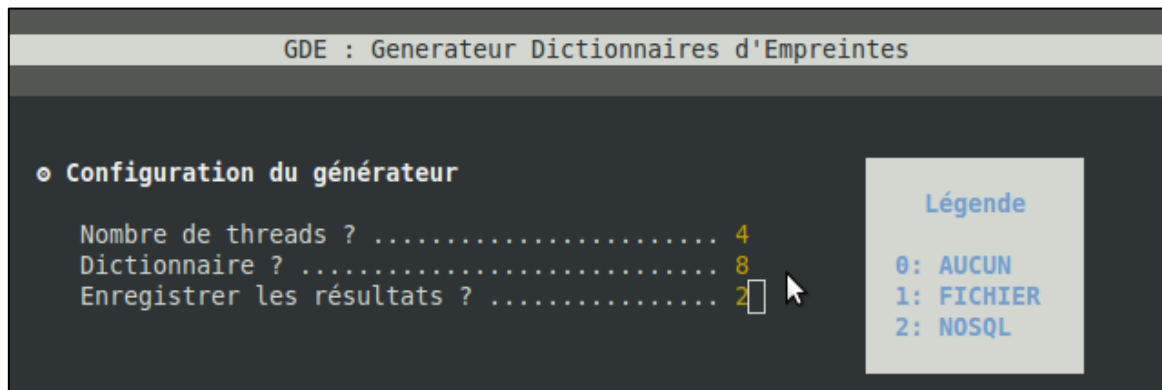 GDE : Generateur Dictionnaires d'Empreintes
⚙ Configuration du générateur
Nombre de threads ? ........................ 4
Dictionnaire ? ............................. 8
Enregistrer les résultats ? ................ 2
Légende
0: AUCUN
1: FICHIER
2: NOSQL